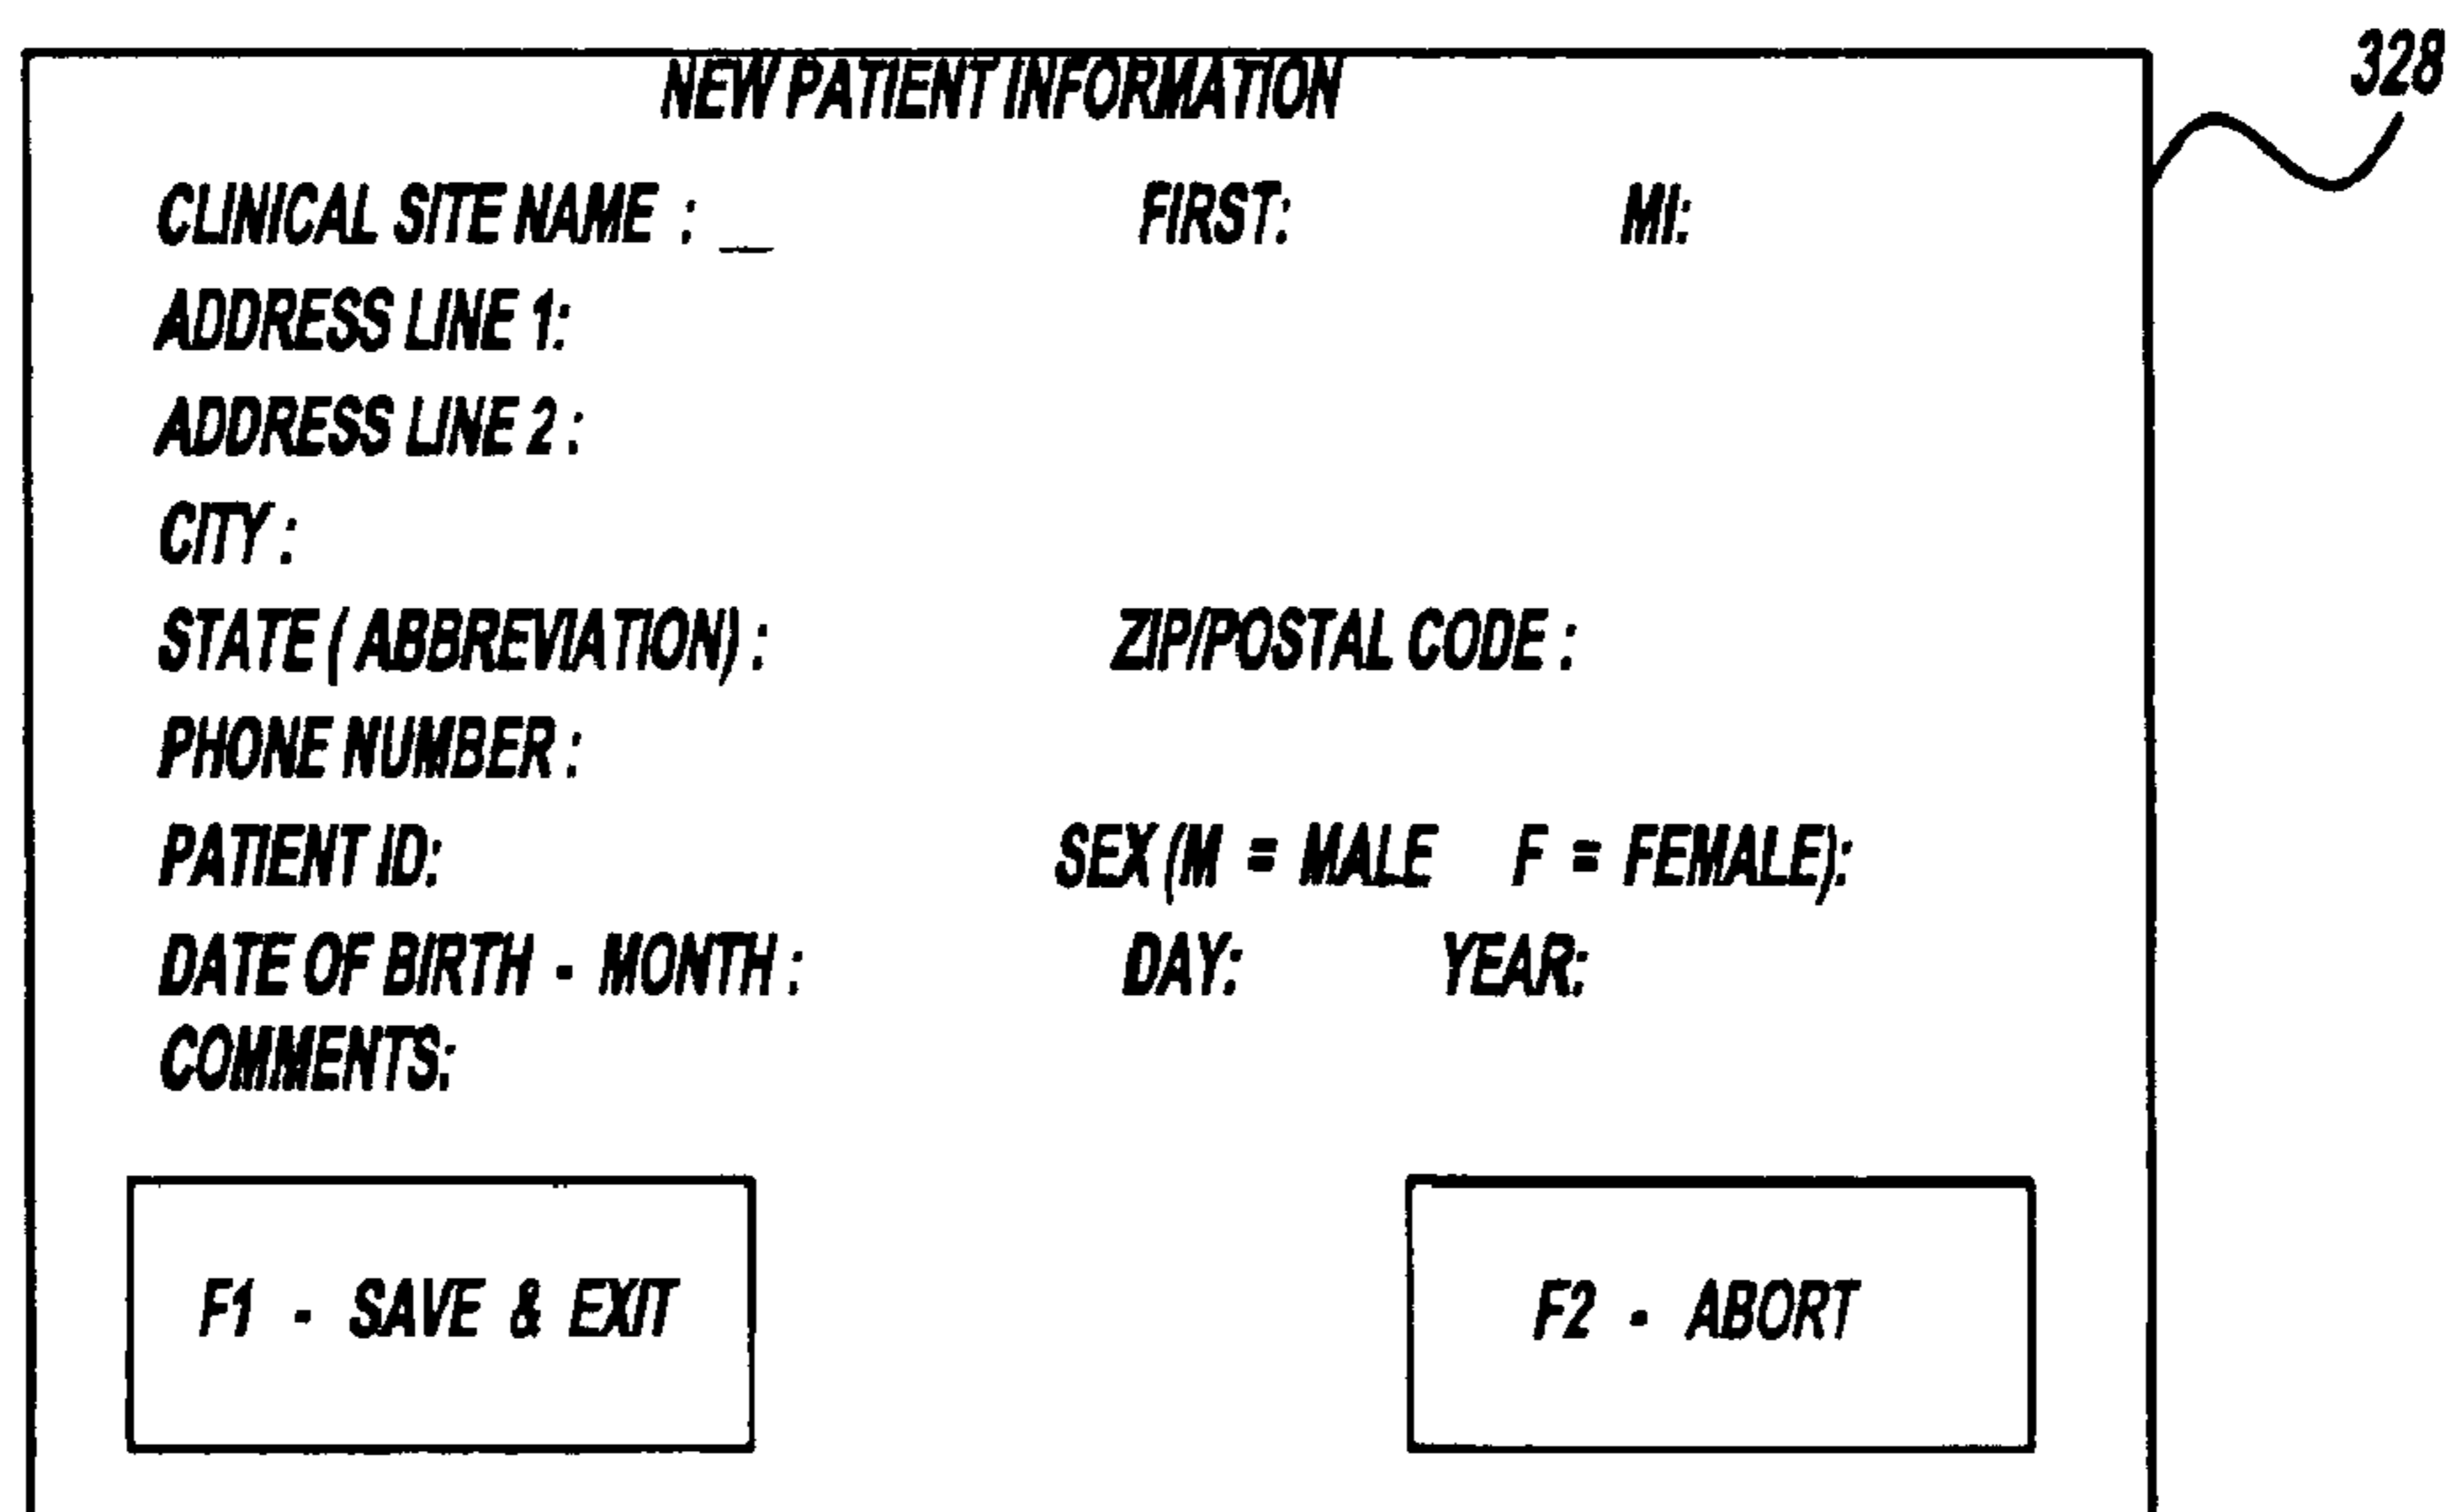 328
NEW PATIENT INFORMATION
CLINICAL SITE NAME : _ FIRST: MI:
ADDRESS LINE 1:
ADDRESS LINE 2 :
CITY :
STATE ( ABBREVIATION) : ZIP/POSTAL CODE :
PHONE NUMBER :
PATIENT ID: SEX (M = MALE F = FEMALE):
DATE OF BIRTH - MONTH : DAY: YEAR:
COMMENTS:
F1 - SAVE & EXIT F2 - ABORT